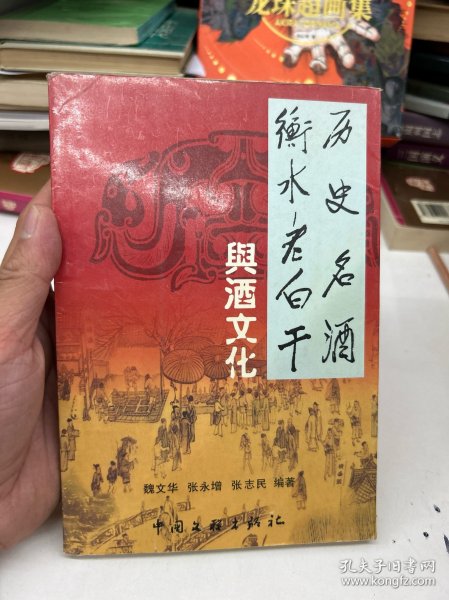 龙珠超画集
历史名酒
衡水老白干
與酒文化
魏文华 张永增 张志民 编著
中国文联出版社
孔夫子旧书网
www.kongfz.com